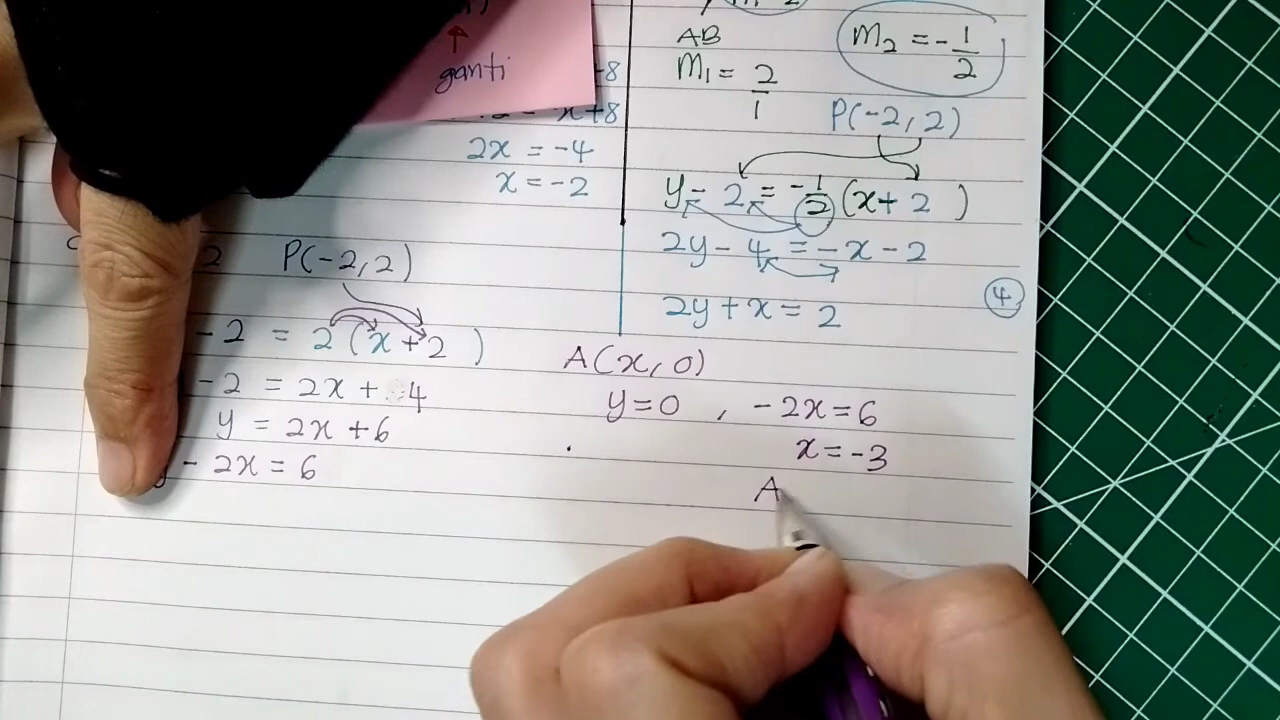 ganti
x+8
2x = -4
x = -2
AB
m₁ = 2/1
m₂ = -1/2
P(-2, 2)
y - 2 = -1/2 (x + 2 )
2y - 4 = -x - 2
2y + x = 2
4
2 P(-2, 2)
-2 = 2(x + 2 )
-2 = 2x + 4
y = 2x + 6
- 2x = 6
A(x, 0)
y = 0 , -2x = 6
x = -3
A